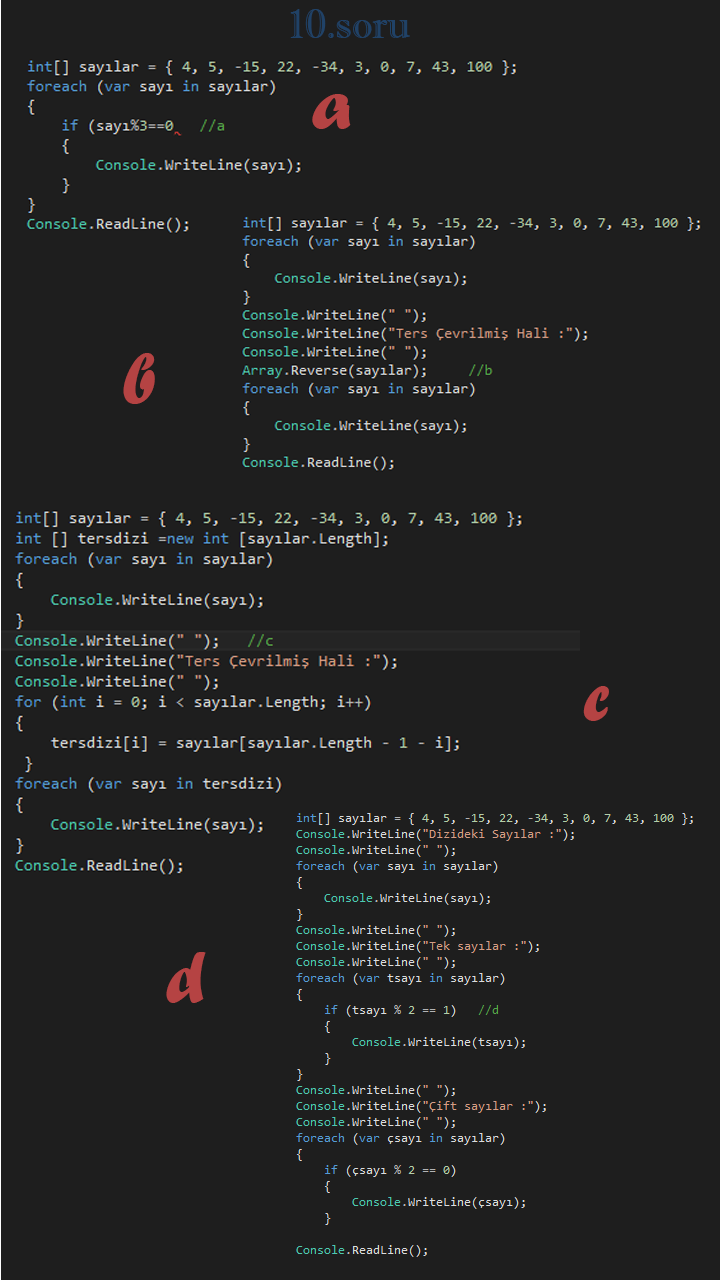 10.soru
int[] sayılar = { 4, 5, -15, 22, -34, 3, 0, 7, 43, 100 };
foreach (var sayı in sayılar)
{
if (sayı%3==0 //a
{
Console.WriteLine(sayı);
}
}
Console.ReadLine();
a
int[] sayılar = { 4, 5, -15, 22, -34, 3, 0, 7, 43, 100 };
foreach (var sayı in sayılar)
{
Console.WriteLine(sayı);
}
Console.WriteLine(" ");
Console.WriteLine("Ters Çevrilmiş Hali :");
Console.WriteLine(" ");
Array.Reverse(sayılar); //b
foreach (var sayı in sayılar)
{
Console.WriteLine(sayı);
}
Console.ReadLine();
b
int[] sayılar = { 4, 5, -15, 22, -34, 3, 0, 7, 43, 100 };
int [] tersdizi =new int [sayılar.Length];
foreach (var sayı in sayılar)
{
Console.WriteLine(sayı);
}
Console.WriteLine(" "); //c
Console.WriteLine("Ters Çevrilmiş Hali :");
Console.WriteLine(" ");
for (int i = 0; i < sayılar.Length; i++)
{
tersdizi[i] = sayılar[sayılar.Length - 1 - i];
}
foreach (var sayı in tersdizi)
{
Console.WriteLine(sayı);
}
Console.ReadLine();
c
int[] sayılar = { 4, 5, -15, 22, -34, 3, 0, 7, 43, 100 };
Console.WriteLine("Dizideki Sayılar :");
Console.WriteLine(" ");
foreach (var sayı in sayılar)
{
Console.WriteLine(sayı);
}
Console.WriteLine(" ");
Console.WriteLine("Tek sayılar :");
Console.WriteLine(" ");
foreach (var tsayı in sayılar)
{
if (tsayı % 2 == 1) //d
{
Console.WriteLine(tsayı);
}
}
Console.WriteLine(" ");
Console.WriteLine("Çift sayılar :");
Console.WriteLine(" ");
foreach (var çsayı in sayılar)
{
if (çsayı % 2 == 0)
{
Console.WriteLine(çsayı);
}
Console.ReadLine();
d